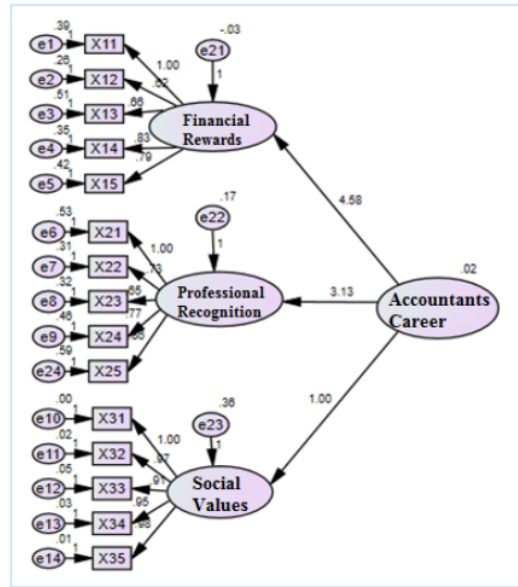 .39
e1 1 X11
.26
e2 1 X12
.51
e3 1 X13
.35
e4 1 X14
.42
e5 1 X15
-.03
e21
1
1.00
.62
.66
.83
.79
Financial
Rewards
4.58
.53
e6 1 X21
.31
e7 1 X22
.32
e8 1 X23
.46
e9 1 X24
.59
e24 1 X25
.17
e22
1
1.00
.73
.77
Professional
Recognition
3.13
.02
Accountants
Career
1.00
.00
e10 1 X31
.02
e11 1 X32
.05
e12 1 X33
.03
e13 1 X34
.01
e14 1 X35
.36
e23
1
1.00
.97
.91
.95
.98
Social
Values